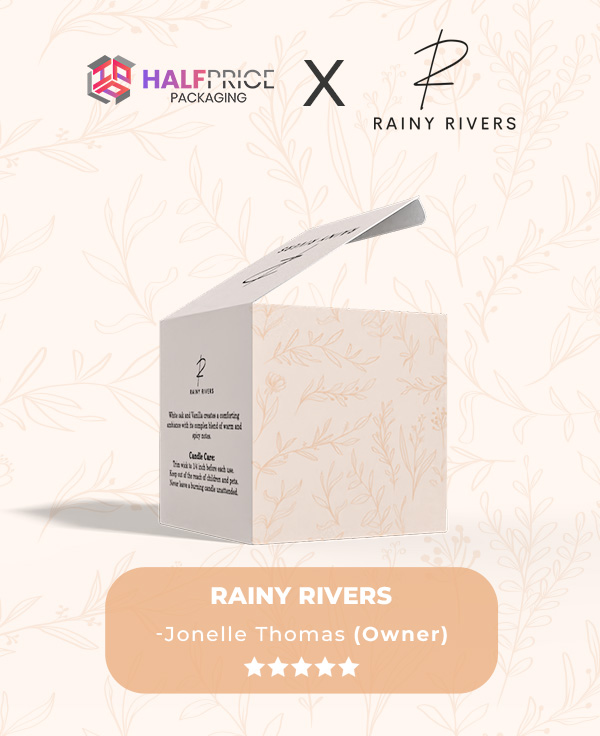 HALFPRICE
PACKAGING
X
RAINY RIVERS
RAINY RIVERS
RAINY RIVERS
White oak and Vanilla creates a comforting
ambiance with its complex blend of warm and
spicy notes.
Candle Care:
Trim wick to 1/4 inch before each use.
Keep out of the reach of children and pets.
Never leave a burning candle unattended.
RAINY RIVERS
-Jonelle Thomas (Owner)